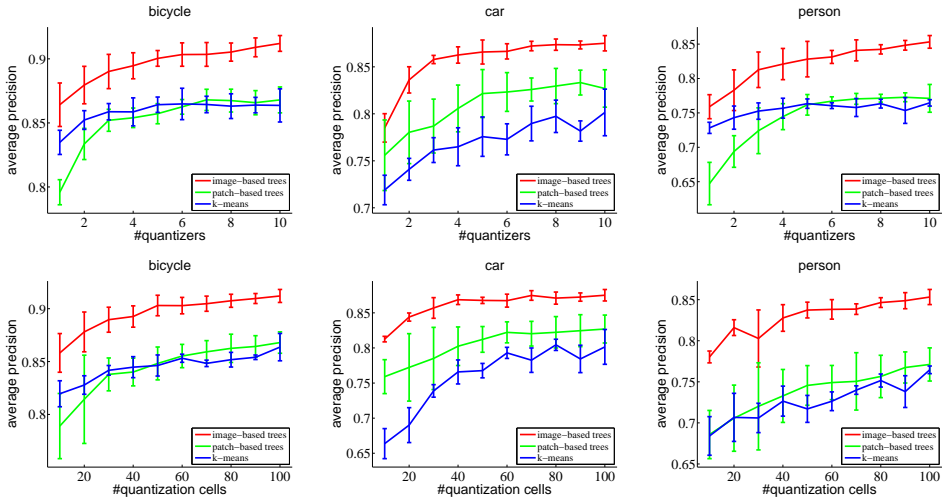 bicycle
average precision
0.9
0.85
0.8
2 4 6 8 10
#quantizers
image-based trees
patch-based trees
k-means
car
average precision
0.85
0.8
0.75
0.7
2 4 6 8 10
#quantizers
image-based trees
patch-based trees
k-means
person
average precision
0.85
0.8
0.75
0.7
0.65
2 4 6 8 10
#quantizers
image-based trees
patch-based trees
k-means
bicycle
average precision
0.9
0.85
0.8
20 40 60 80 100
#quantization cells
image-based trees
patch-based trees
k-means
car
average precision
0.85
0.8
0.75
0.7
0.65
20 40 60 80 100
#quantization cells
image-based trees
patch-based trees
k-means
person
average precision
0.85
0.8
0.75
0.7
0.65
20 40 60 80 100
#quantization cells
image-based trees
patch-based trees
k-means